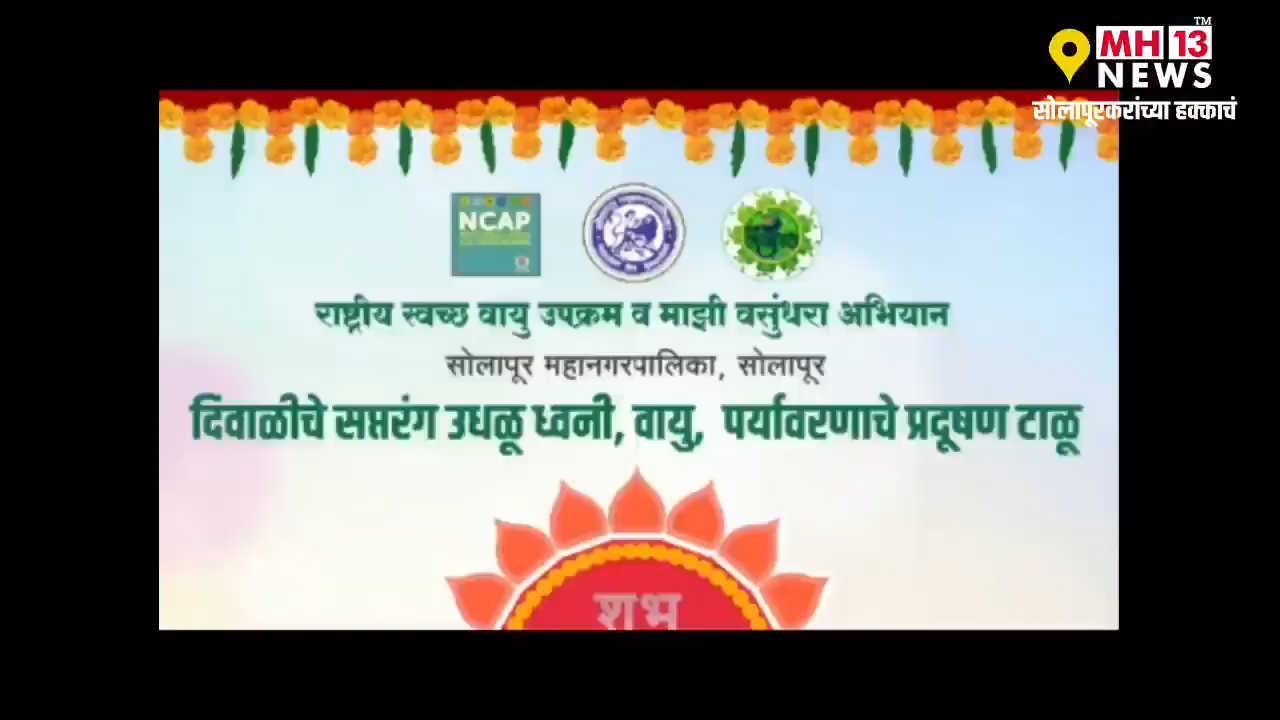 TM
MH 13
NEWS
सोलापूरकरांच्या हक्काचं
NCAP
राष्ट्रीय स्वच्छ वायु उपक्रम व माझी वसुंधरा अभियान
सोलापूर महानगरपालिका, सोलापूर
दिवाळीचे सप्तरंग उधळू ध्वनी, वायु, पर्यावरणाचे प्रदूषण टाळू
शुभ